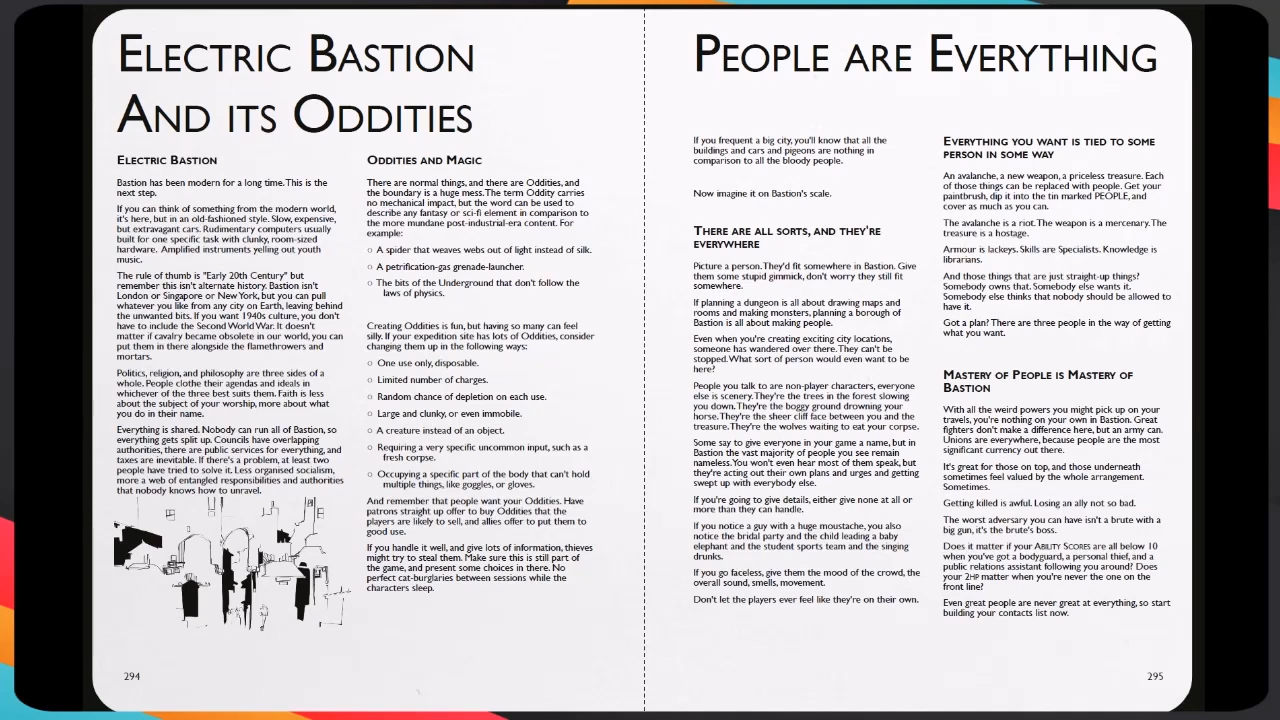 Electric Bastion
And its Oddities
Electric Bastion
Bastion has been modern for a long time. This is the
next step.
If you can think of something from the modern world,
it's here, but in an old-fashioned style. Slow, expensive,
but extravagant cars. Rudimentary computers usually
built for one specific task with clunky, room-sized
hardware. Amplified instruments yelling out youth
music.
The rule of thumb is "Early 20th Century" but
remember this isn't alternate history. Bastion isn't
London or Singapore or New York, but you can pull
whatever you like from any city on Earth, leaving behind
the unwanted bits. If you want 1940s culture, you don't
have to include the Second World War. It doesn't
matter if cavalry became obsolete in our world, you can
put them in there alongside the flamethrowers and
mortars.
Politics, religion, and philosophy are three sides of a
whole. People clothe their agendas and ideals in
whichever of the three best suits them. Faith is less
about the subject of your worship, more about what
you do in their name.
Everything is shared. Nobody can run all of Bastion, so
everything gets split up. Councils have overlapping
authorities, there are public services for everything, and
taxes are inevitable. If there's a problem, at least two
people have tried to solve it. Less organised socialism,
more a web of entangled responsibilities and authorities
that nobody knows how to unravel.
Oddities and Magic
There are normal things, and there are Oddities, and
the boundary is a huge mess. The term Oddity carries
no mechanical impact, but the word can be used to
describe any fantasy or sci-fi element in comparison to
the more mundane post-industrial-era content. For
example:
○ A spider that weaves webs out of light instead of silk.
○ A petrification-gas grenade-launcher.
○ The bits of the Underground that don't follow the
laws of physics.
Creating Oddities is fun, but having so many can feel
silly. If your expedition site has lots of Oddities, consider
changing them up in the following ways:
○ One use only, disposable.
○ Limited number of charges.
○ Random chance of depletion on each use.
○ Large and clunky, or even immobile.
○ A creature instead of an object.
○ Requiring a very specific uncommon input, such as a
fresh corpse.
○ Occupying a specific part of the body that can't hold
multiple things, like goggles, or gloves.
And remember that people want your Oddities. Have
patrons straight up offer to buy Oddities that the
players are likely to sell, and allies offer to put them to
good use.
If you handle it well, and give lots of information, thieves
might try to steal them. Make sure this is still part of
the game, and present some choices in there. No
perfect cat-burglaries between sessions while the
characters sleep.
294
People are Everything
If you frequent a big city, you'll know that all the
buildings and cars and pigeons are nothing in
comparison to all the bloody people.
Now imagine it on Bastion's scale.
There are all sorts, and they're
everywhere
Picture a person. They'd fit somewhere in Bastion. Give
them some stupid gimmick, don't worry they still fit
somewhere.
If planning a dungeon is all about drawing maps and
rooms and making monsters, planning a borough of
Bastion is all about making people.
Even when you're creating exciting city locations,
someone has wandered over there. They can't be
stopped. What sort of person would even want to be
here?
People you talk to are non-player characters, everyone
else is scenery. They're the trees in the forest slowing
you down. They're the boggy ground drowning your
horse. They're the sheer cliff face between you and the
treasure. They're the wolves waiting to eat your corpse.
Some say to give everyone in your game a name, but in
Bastion the vast majority of people you see remain
nameless. You won't even hear most of them speak, but
they're acting out their own plans and urges and getting
swept up with everybody else.
If you're going to give details, either give none at all or
more than they can handle.
If you notice a guy with a huge moustache, you also
notice the bridal party and the child leading a baby
elephant and the student sports team and the singing
drunks.
If you go faceless, give them the mood of the crowd, the
overall sound, smells, movement.
Don't let the players ever feel like they're on their own.
Everything you want is tied to some
person in some way
An avalanche, a new weapon, a priceless treasure. Each
of those things can be replaced with people. Get your
paintbrush, dip it into the tin marked PEOPLE, and
cover as much as you can.
The avalanche is a riot. The weapon is a mercenary. The
treasure is a hostage.
Armour is lackeys. Skills are Specialists. Knowledge is
librarians.
And those things that are just straight-up things?
Somebody owns that. Somebody else wants it.
Somebody else thinks that nobody should be allowed to
have it.
Got a plan? There are three people in the way of getting
what you want.
Mastery of People is Mastery of
Bastion
With all the weird powers you might pick up on your
travels, you're nothing on your own in Bastion. Great
fighters don't make a difference here, but an army can.
Unions are everywhere, because people are the most
significant currency out there.
It's great for those on top, and those underneath
sometimes feel valued by the whole arrangement.
Sometimes.
Getting killed is awful. Losing an ally not so bad.
The worst adversary you can have isn't a brute with a
big gun, it's the brute's boss.
Does it matter if your Ability Scores are all below 10
when you've got a bodyguard, a personal thief, and a
public relations assistant following you around? Does
your 2HP matter when you're never the one on the
front line?
Even great people are never great at everything, so start
building your contacts list now.
295